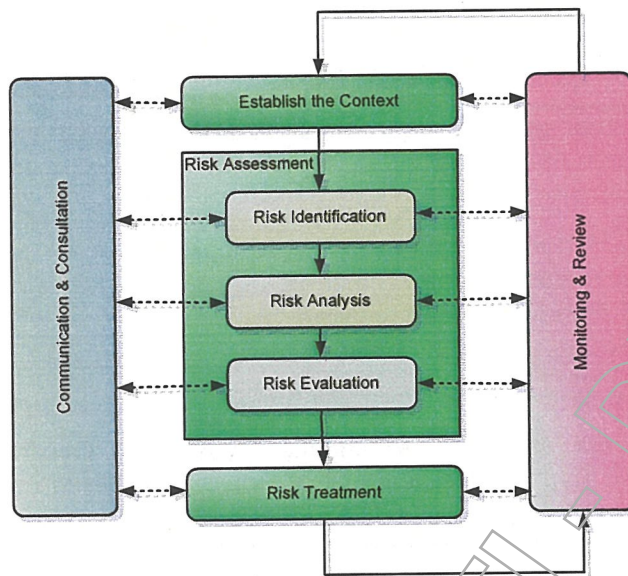 Establish the Context
Risk Assessment
Risk Identification
Risk Analysis
Risk Evaluation
Risk Treatment
Communication & Consultation
Monitoring & Review